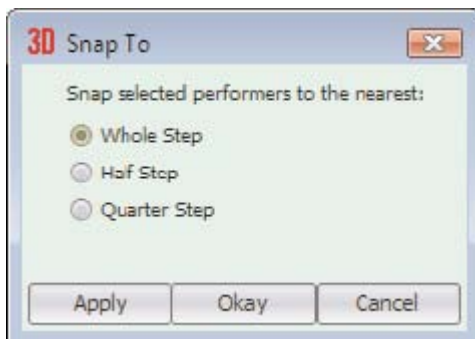 3D Snap To
Snap selected performers to the nearest:
Whole Step
Half Step
Quarter Step
Apply Okay Cancel